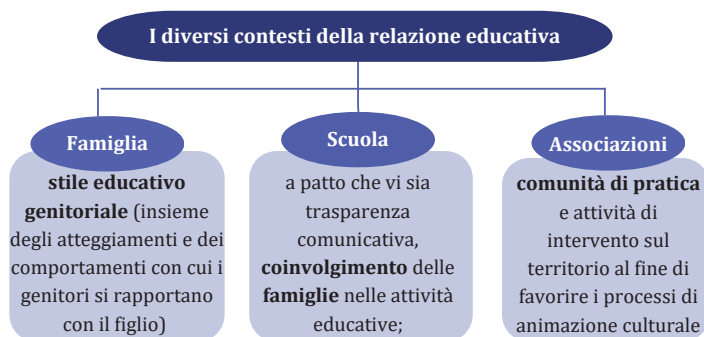 I diversi contesti della relazione educativa
Famiglia
stile educativo
genitoriale (insieme
degli atteggiamenti e dei
comportamenti con cui i
genitori si rapportano
con il figlio)
Scuola
a patto che vi sia
trasparenza
comunicativa,
coinvolgimento delle
famiglie nelle attività
educative;
Associazioni
comunità di pratica
e attività di
intervento sul
territorio al fine di
favorire i processi di
animazione culturale